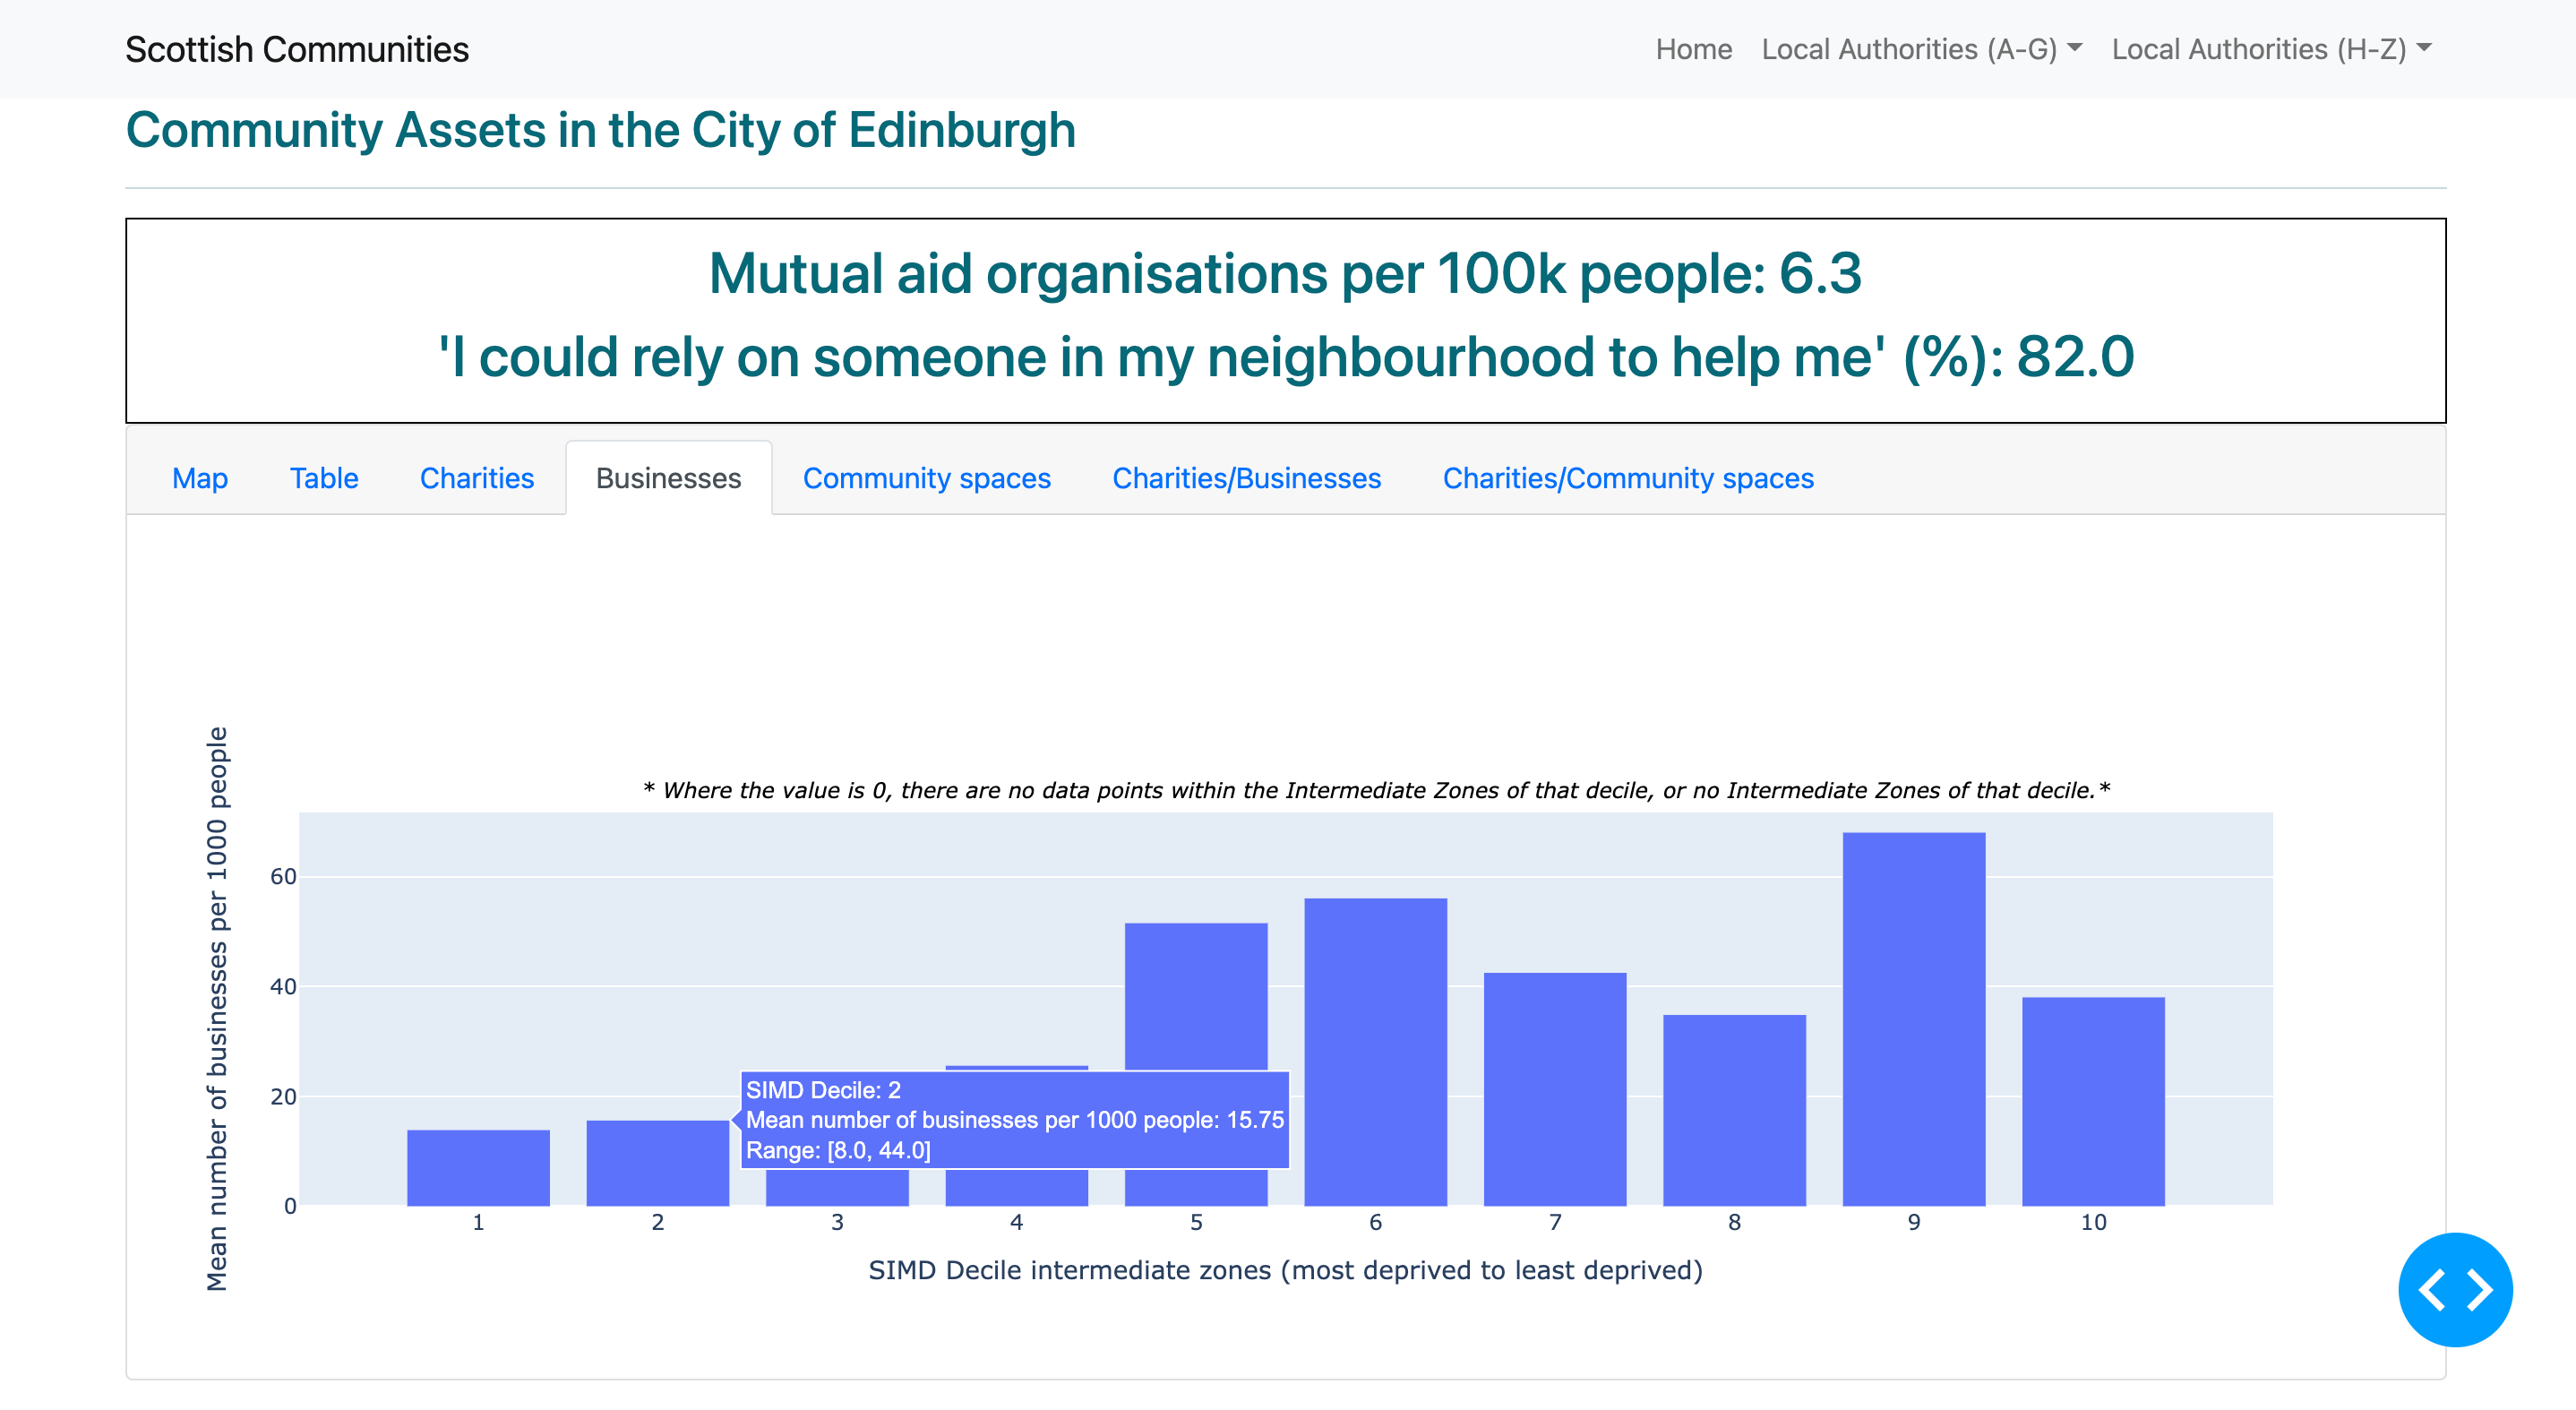 Scottish Communities
Home Local Authorities (A-G) Local Authorities (H-Z)
Community Assets in the City of Edinburgh
Mutual aid organisations per 100k people: 6.3
'I could rely on someone in my neighbourhood to help me' (%): 82.0
Map Table Charities Businesses Community spaces Charities/Businesses Charities/Community spaces
* Where the value is 0, there are no data points within the Intermediate Zones of that decile, or no Intermediate Zones of that decile.*
Mean number of businesses per 1000 people
60
40
20
0
SIMD Decile: 2
Mean number of businesses per 1000 people: 15.75
Range: [8.0, 44.0]
1 2 3 4 5 6 7 8 9 10
SIMD Decile intermediate zones (most deprived to least deprived)